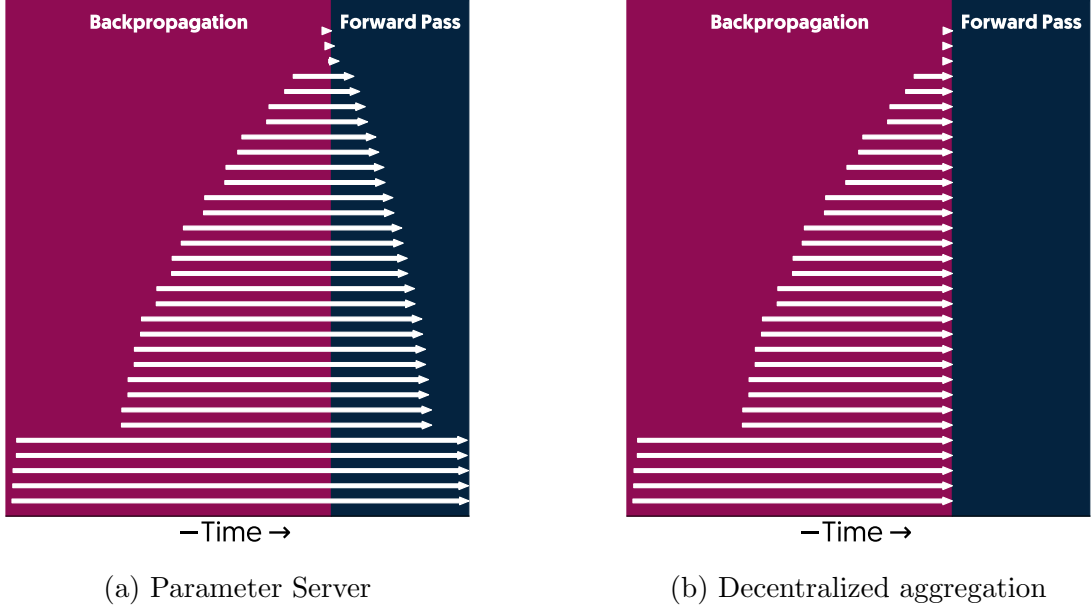 Backpropagation Forward Pass
Backpropagation Forward Pass
–Time →
–Time →
(a) Parameter Server
(b) Decentralized aggregation